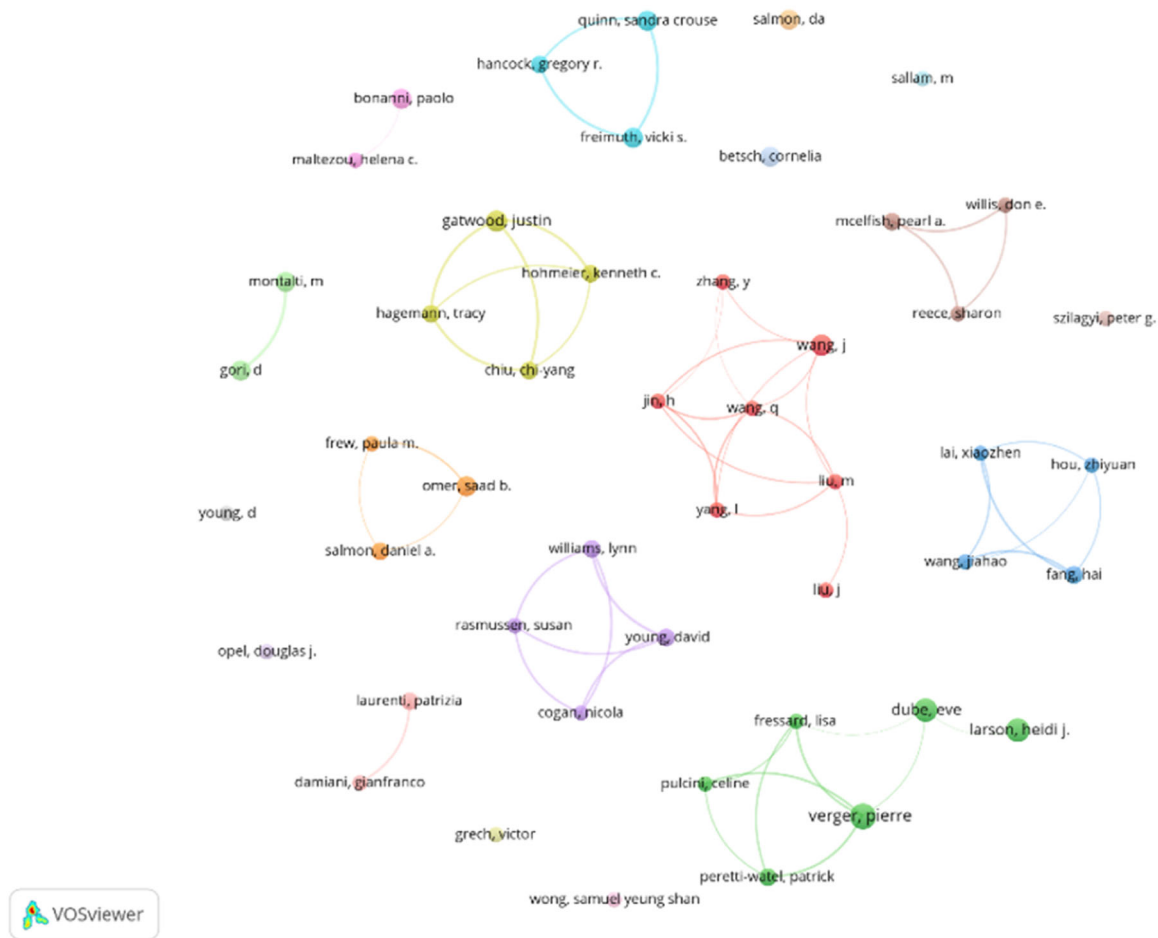 quinn, sandra crouse
salmon, da
hancock, gregory r.
sallam, m
bonanni, paolo
freimuth, vicki s.
betsch, cornelia
maltezou, helena c.
willis, don e.
gatwood, justin
mcelfish, pearl a.
hohmeier, kenneth c.
montalti, m
zhang, y
hagemann, tracy
reece, sharon
szilagyi, peter g.
wang, j
gori, d
chiu, chi-yang
jin, h
wang, q
frew, paula m.
lai, xiaozhen
hou, zhiyuan
omer, saad b.
liu, m
young, d
yang, l
salmon, daniel a.
williams, lynn
wang, jiahao
fang, hai
liu, j
rasmussen, susan
young, david
opel, douglas j.
laurenti, patrizia
cogan, nicola
dube, eve
fressard, lisa
larson, heidi j.
damiani, gianfranco
pulcini, celine
verger, pierre
grech, victor
peretti-watel, patrick
wong, samuel yeung shan
VOSviewer